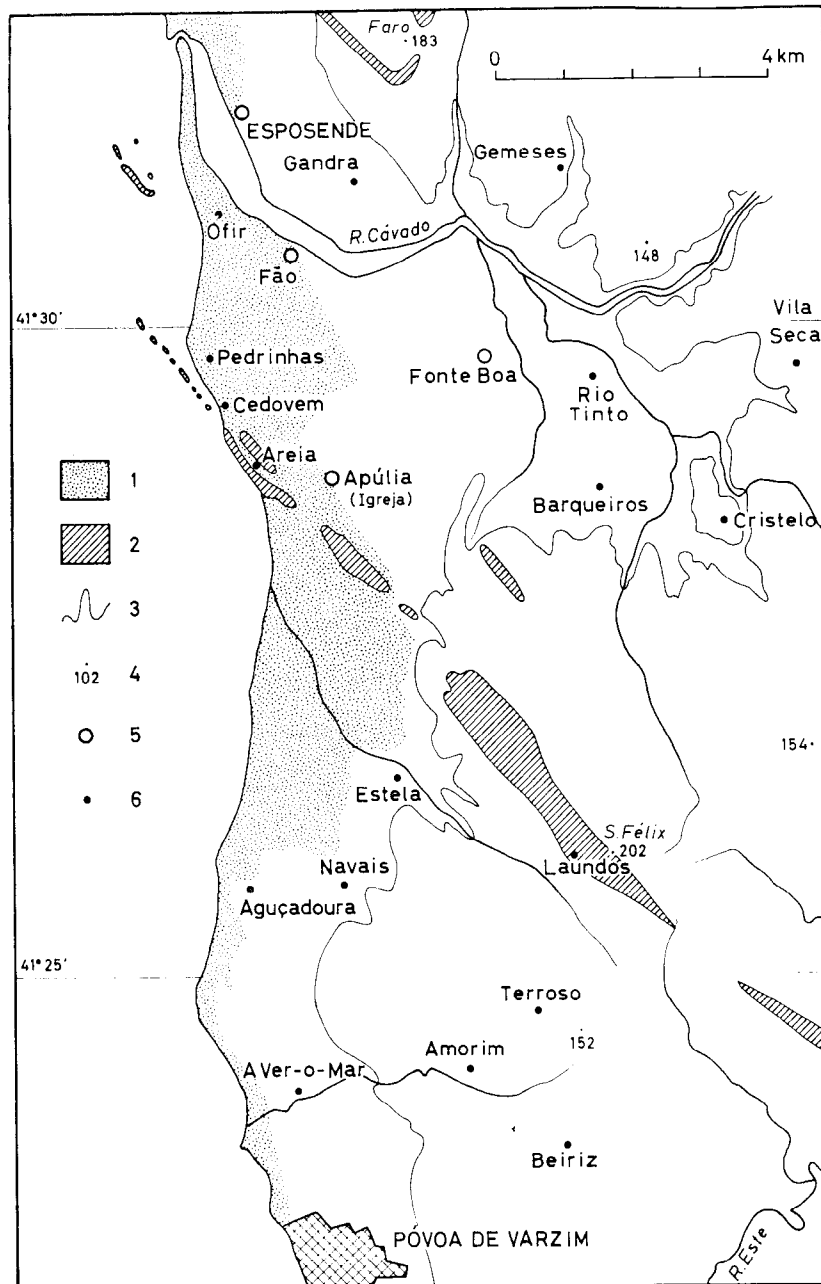 Faro
183
0 4 km
ESPOSENDE
Gandra
Gemeses
Ofir
R. Cávado
148
Fão
41°30'
Vila
Seca
Pedrinhas
Fonte Boa
Rio
Tinto
Cedovem
Areia
Apúlia
(Igreja)
1
Barqueiros
Cristelo
2
3
102 4
5
154
Estela
6
S. Félix
202
Laundos
Navais
Aguçadoura
41°25'
Terroso
152
Amorim
A Ver-o-Mar
Beiriz
PÓVOA DE VARZIM
R. Este